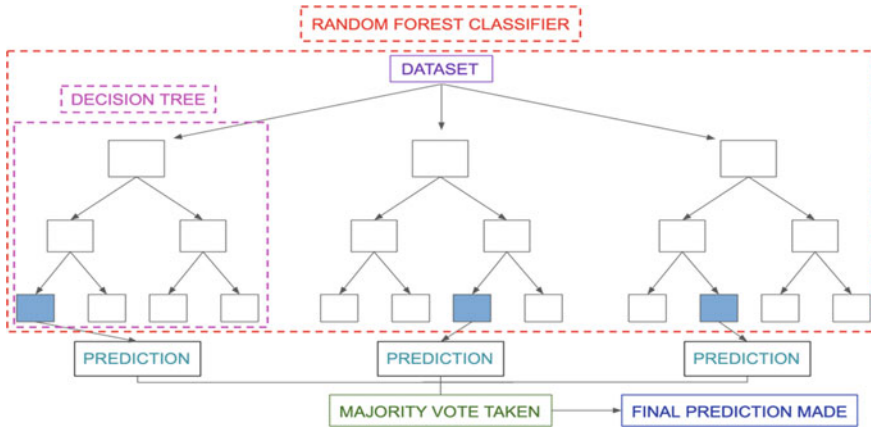 RANDOM FOREST CLASSIFIER
DATASET
DECISION TREE
PREDICTION
PREDICTION
PREDICTION
MAJORITY VOTE TAKEN
FINAL PREDICTION MADE